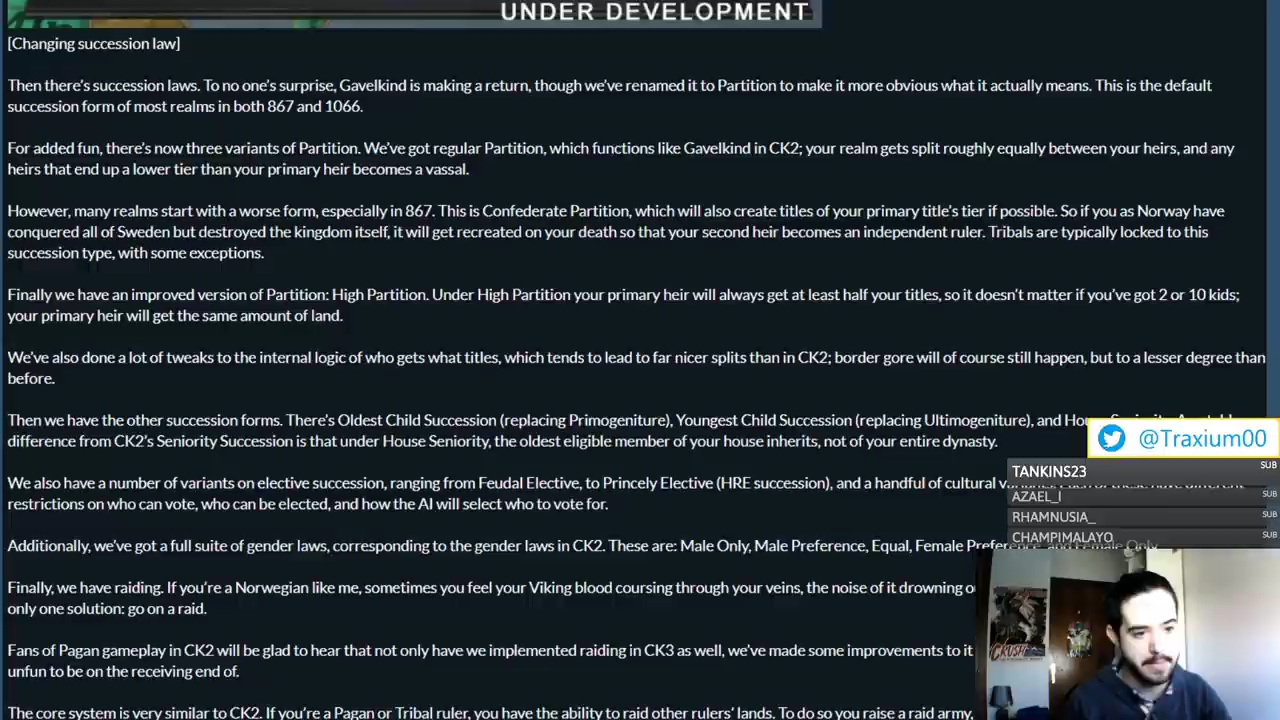 UNDER DEVELOPMENT
[Changing succession law]
Then there's succession laws. To no one's surprise, Gavelkind is making a return, though we've renamed it to Partition to make it more obvious what it actually means. This is the default
succession form of most realms in both 867 and 1066.
For added fun, there's now three variants of Partition. We've got regular Partition, which functions like Gavelkind in CK2; your realm gets split roughly equally between your heirs, and any
heirs that end up a lower tier than your primary heir becomes a vassal.
However, many realms start with a worse form, especially in 867. This is Confederate Partition, which will also create titles of your primary title's tier if possible. So if you as Norway have
conquered all of Sweden but destroyed the kingdom itself, it will get recreated on your death so that your second heir becomes an independent ruler. Tribals are typically locked to this
succession type, with some exceptions.
Finally we have an improved version of Partition: High Partition. Under High Partition your primary heir will always get at least half your titles, so it doesn't matter if you've got 2 or 10 kids;
your primary heir will get the same amount of land.
We've also done a lot of tweaks to the internal logic of who gets what titles, which tends to lead to far nicer splits than in CK2; border gore will of course still happen, but to a lesser degree than
before.
Then we have the other succession forms. There's Oldest Child Succession (replacing Primogeniture), Youngest Child Succession (replacing Ultimogeniture), and
difference from CK2's Seniority Succession is that under House Seniority, the oldest eligible member of your house inherits, not of your entire dynasty.
@Traxium00
TANKINS23 SUB
AZAEL_I SUB
RHAMNUSIA_ SUB
CHAMPIMALAYO SUB
We also have a number of variants on elective succession, ranging from Feudal Elective, to Princely Elective (HRE succession), and a handful of cultural
restrictions on who can vote, who can be elected, and how the AI will select who to vote for.
Additionally, we've got a full suite of gender laws, corresponding to the gender laws in CK2. These are: Male Only, Male Preference, Equal, Female Preference, and Female Only.
Finally, we have raiding. If you're a Norwegian like me, sometimes you feel your Viking blood coursing through your veins, the noise of it drowning
only one solution: go on a raid.
Fans of Pagan gameplay in CK2 will be glad to hear that not only have we implemented raiding in CK3 as well, we've made some improvements to it
unfun to be on the receiving end of.
The core system is very similar to CK2. If you're a Pagan or Tribal ruler, you have the ability to raid other rulers' lands. To do so you raise a raid army,